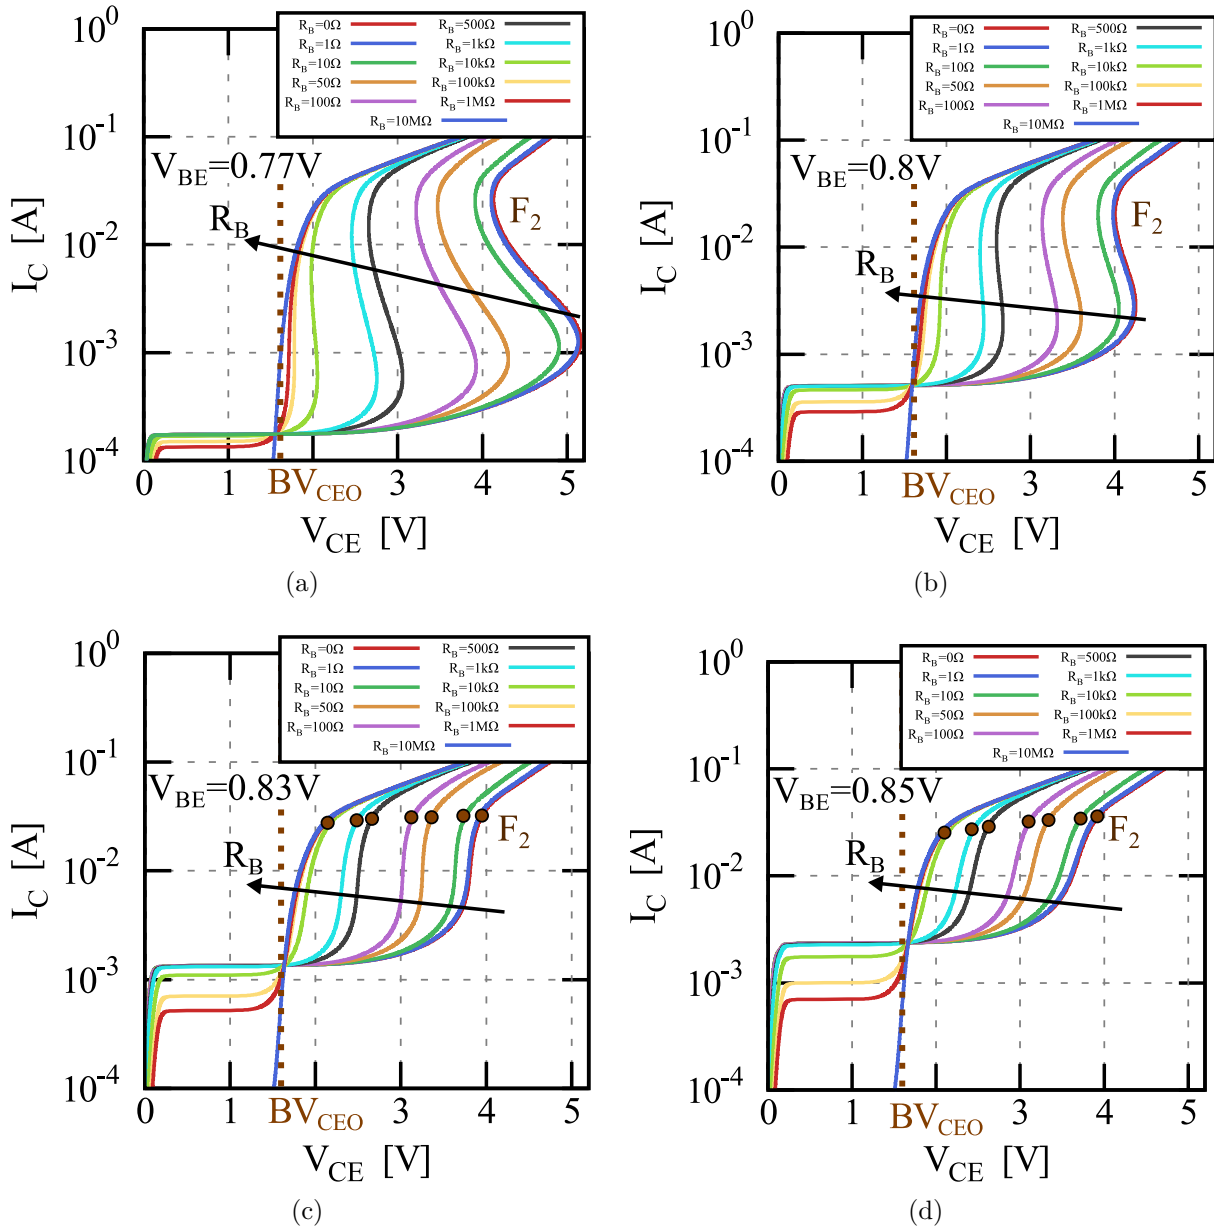 10⁰
10⁻¹
10⁻²
10⁻³
10⁻⁴
I_C [A]
R_B=0Ω R_B=500Ω
R_B=1Ω R_B=1kΩ
R_B=10Ω R_B=10kΩ
R_B=50Ω R_B=100kΩ
R_B=100Ω R_B=1MΩ
R_B=10MΩ
V_BE=0.77V
R_B
F_2
0 1 BV_CEO 3 4 5
V_CE [V]
(a)
10⁰
10⁻¹
10⁻²
10⁻³
10⁻⁴
I_C [A]
R_B=0Ω R_B=500Ω
R_B=1Ω R_B=1kΩ
R_B=10Ω R_B=10kΩ
R_B=50Ω R_B=100kΩ
R_B=100Ω R_B=1MΩ
R_B=10MΩ
V_BE=0.8V
R_B
F_2
0 1 2 3 4 5
BV_CEO
V_CE [V]
(b)
10⁰
10⁻¹
10⁻²
10⁻³
10⁻⁴
I_C [A]
R_B=0Ω R_B=500Ω
R_B=1Ω R_B=1kΩ
R_B=10Ω R_B=10kΩ
R_B=50Ω R_B=100kΩ
R_B=100Ω R_B=1MΩ
R_B=10MΩ
V_BE=0.83V
R_B
F_2
0 1 2 3 4 5
BV_CEO
V_CE [V]
(c)
10⁰
10⁻¹
10⁻²
10⁻³
10⁻⁴
I_C [A]
R_B=0Ω R_B=500Ω
R_B=1Ω R_B=1kΩ
R_B=10Ω R_B=10kΩ
R_B=50Ω R_B=100kΩ
R_B=100Ω R_B=1MΩ
R_B=10MΩ
V_BE=0.85V
R_B
F_2
0 1 2 3 4 5
BV_CEO
V_CE [V]
(d)